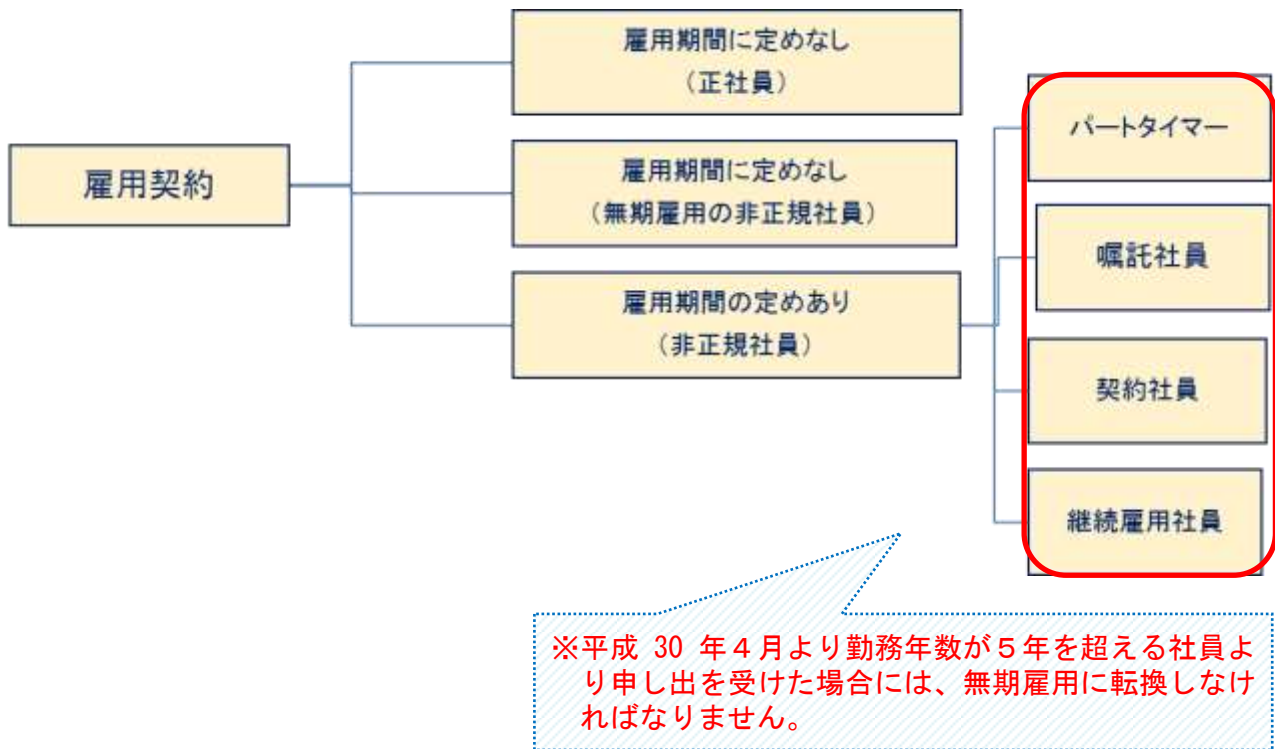 雇用契約
雇用期間に定めなし
（正社員）
雇用期間に定めなし
（無期雇用の非正規社員）
雇用期間の定めあり
（非正規社員）
パートタイマー
嘱託社員
契約社員
継続雇用社員
※平成 30 年４月より勤務年数が５年を超える社員よ
り申し出を受けた場合には、無期雇用に転換しなけ
ればなりません。